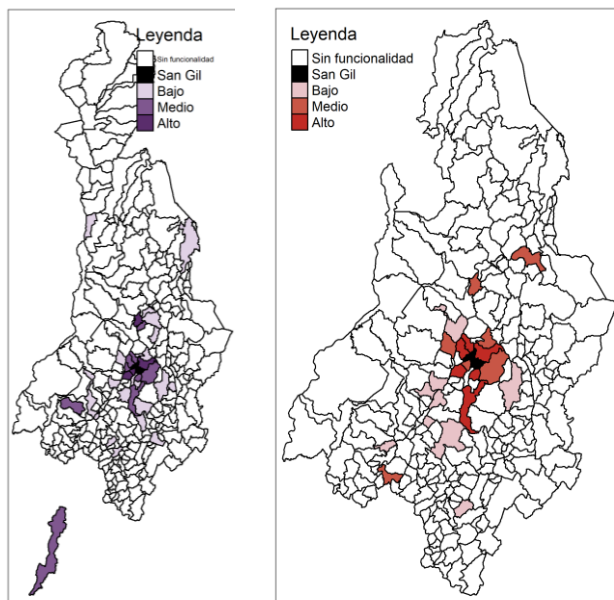 Leyenda
Sin funcionalidad
San Gil
Bajo
Medio
Alto
Leyenda
Sin funcionalidad
San Gil
Bajo
Medio
Alto